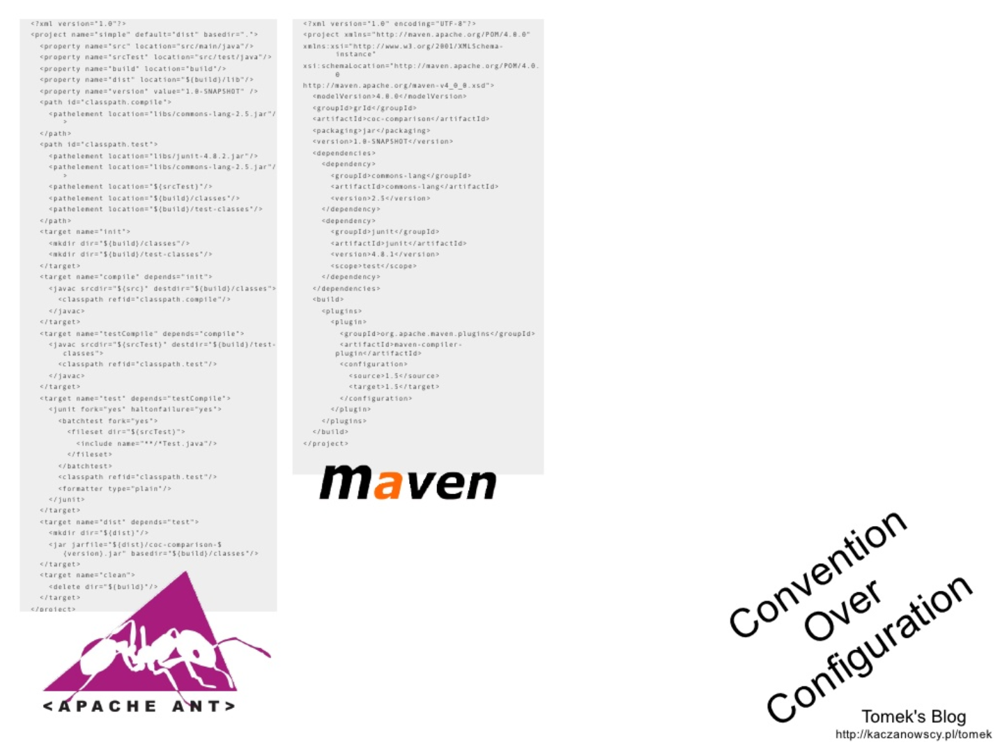 <?xml version="1.0"?>
<project name="simple" default="dist" basedir=".">
<property name="src" location="src/main/java"/>
<property name="srcTest" location="src/test/java"/>
<property name="build" location="build"/>
<property name="dist" location="${build}/lib"/>
<property name="version" value="1.0-SNAPSHOT" />
<path id="classpath.compile">
<pathelement location="libs/commons-lang-2.5.jar"/
>
</path>
<path id="classpath.test">
<pathelement location="libs/junit-4.8.2.jar"/>
<pathelement location="libs/commons-lang-2.5.jar"/
>
<pathelement location="${srcTest}"/>
<pathelement location="${build}/classes"/>
<pathelement location="${build}/test-classes"/>
</path>
<target name="init">
<mkdir dir="${build}/classes"/>
<mkdir dir="${build}/test-classes"/>
</target>
<target name="compile" depends="init">
<javac srcdir="${src}" destdir="${build}/classes">
<classpath refid="classpath.compile"/>
</javac>
</target>
<target name="testCompile" depends="compile">
<javac srcdir="${srcTest}" destdir="${build}/test-
classes">
<classpath refid="classpath.test"/>
</javac>
</target>
<target name="test" depends="testCompile">
<junit fork="yes" haltonfailure="yes">
<batchtest fork="yes">
<fileset dir="${srcTest}">
<include name="**/*Test.java"/>
</fileset>
</batchtest>
<classpath refid="classpath.test"/>
<formatter type="plain"/>
</junit>
</target>
<target name="dist" depends="test">
<mkdir dir="${dist}"/>
<jar jarfile="${dist}/coc-comparison-$
{version}.jar" basedir="${build}/classes"/>
</target>
<target name="clean">
<delete dir="${build}"/>
</target>
</project>
<APACHE ANT>
<?xml version="1.0" encoding="UTF-8"?>
<project xmlns="http://maven.apache.org/POM/4.0.0"
xmlns:xsi="http://www.w3.org/2001/XMLSchema-
instance"
xsi:schemaLocation="http://maven.apache.org/POM/4.0.
0
http://maven.apache.org/maven-v4_0_0.xsd">
<modelVersion>4.0.0</modelVersion>
<groupId>grId</groupId>
<artifactId>coc-comparison</artifactId>
<packaging>jar</packaging>
<version>1.0-SNAPSHOT</version>
<dependencies>
<dependency>
<groupId>commons-lang</groupId>
<artifactId>commons-lang</artifactId>
<version>2.5</version>
</dependency>
<dependency>
<groupId>junit</groupId>
<artifactId>junit</artifactId>
<version>4.8.1</version>
<scope>test</scope>
</dependency>
</dependencies>
<build>
<plugins>
<plugin>
<groupId>org.apache.maven.plugins</groupId>
<artifactId>maven-compiler-
plugin</artifactId>
<configuration>
<source>1.5</source>
<target>1.5</target>
</configuration>
</plugin>
</plugins>
</build>
</project>
maven
Convention
Over
Configuration
Tomek's Blog
http://kaczanowscy.pl/tomek